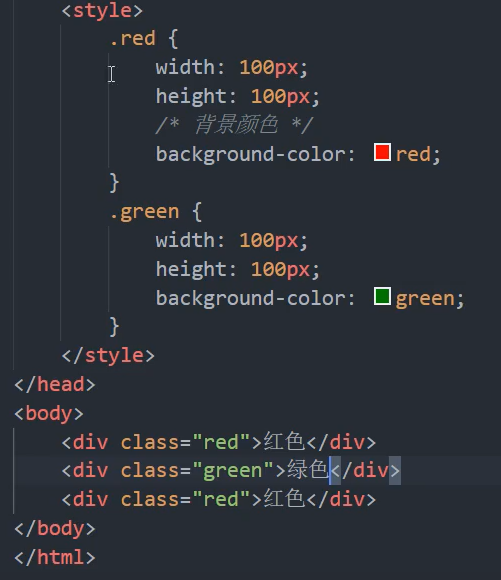 <style>
.red {
width: 100px;
height: 100px;
/* 背景颜色 */
background-color: red;
}
.green {
width: 100px;
height: 100px;
background-color: green;
}
</style>
</head>
<body>
<div class="red">红色</div>
<div class="green">绿色</div>
<div class="red">红色</div>
</body>
</html>